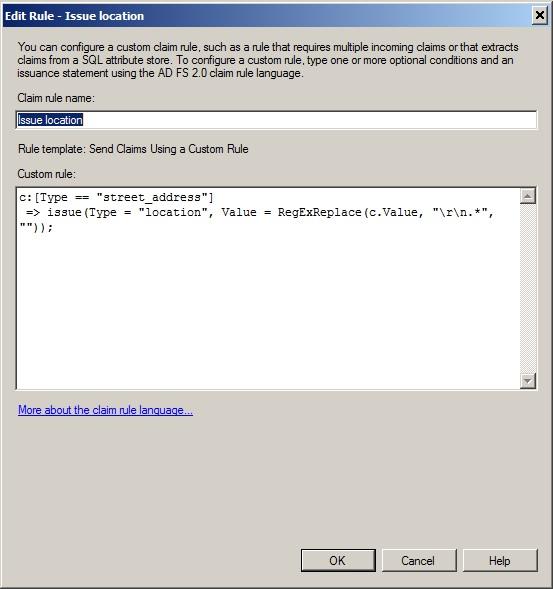 Edit Rule - Issue location
You can configure a custom claim rule, such as a rule that requires multiple incoming claims or that extracts
claims from a SQL attribute store. To configure a custom rule, type one or more optional conditions and an
issuance statement using the AD FS 2.0 claim rule language.
Claim rule name:
Issue location
Rule template: Send Claims Using a Custom Rule
Custom rule:
c:[Type == "street_address"]
=> issue(Type = "location", Value = RegExReplace(c.Value, "\r\n.*",
""));
More about the claim rule language...
OK Cancel Help